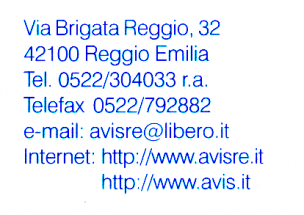 Via Brigata Reggio, 32
42100 Reggio Emilia
Tel. 0522/304033 r.a.
Telefax 0522/792882
e-mail: avisre@libero.it
Internet: http://www.avisre.it
http://www.avis.it